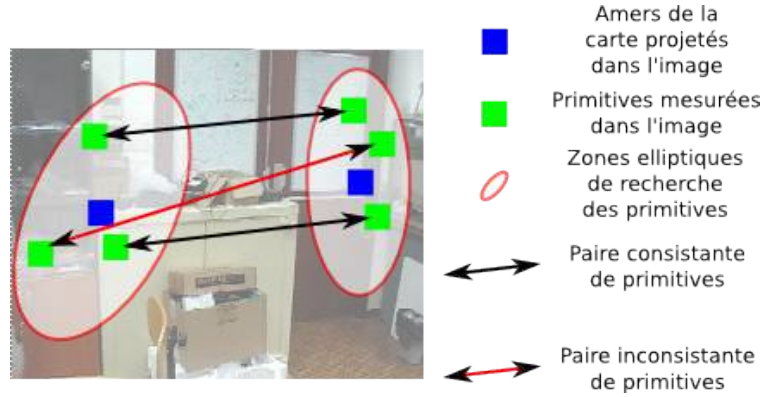 Amers de la
carte projetés
dans l'image
Primitives mesurées
dans l'image
Zones elliptiques
de recherche
des primitives
Paire consistante
de primitives
Paire inconsistante
de primitives